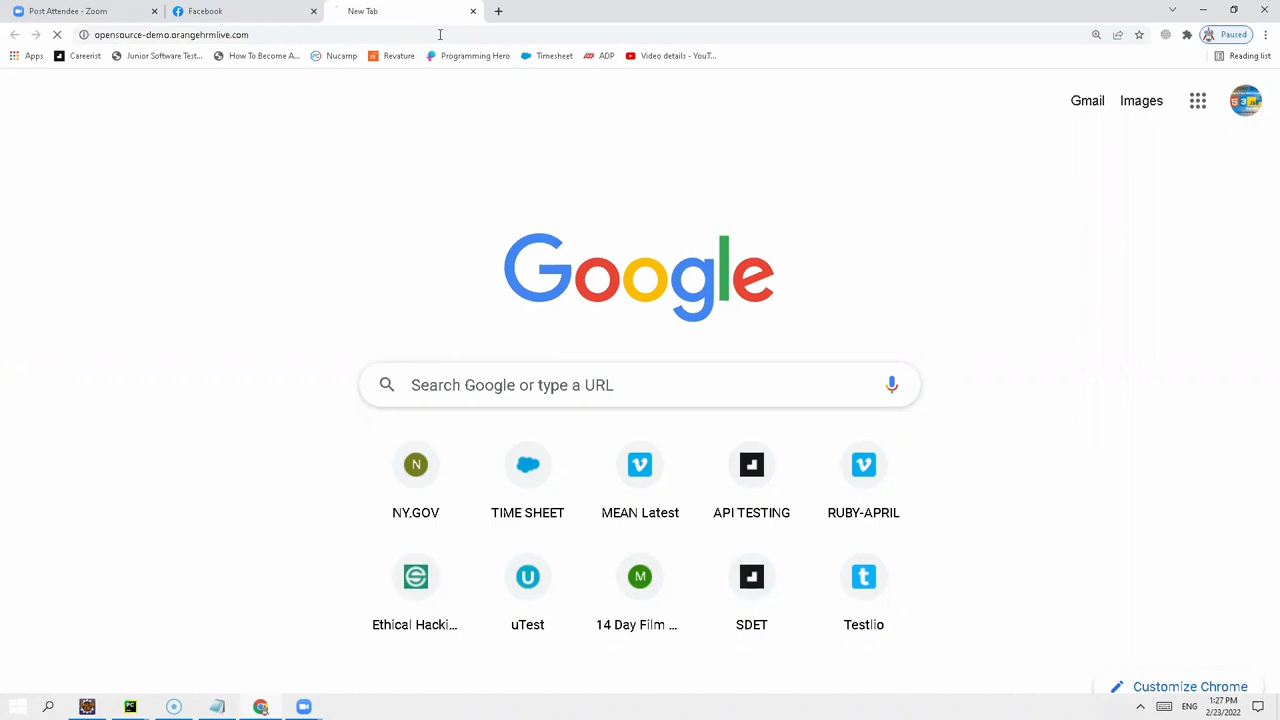 Post Attendee - Zoom
Facebook
New Tab
opensource-demo.orangehrmlive.com
Paused
Apps
Careerist
Junior Software Test...
How To Become A...
Nucamp
Revature
Programming Hero
Timesheet
ADP
Video details - YouT...
Reading list
Gmail
Images
Google
Search Google or type a URL
N
NY.GOV
TIME SHEET
MEAN Latest
API TESTING
RUBY-APRIL
U
M
t
Ethical Hacki...
uTest
14 Day Film ...
SDET
Testlio
Customize Chrome
PC
ENG
1:27 PM
2/23/2022